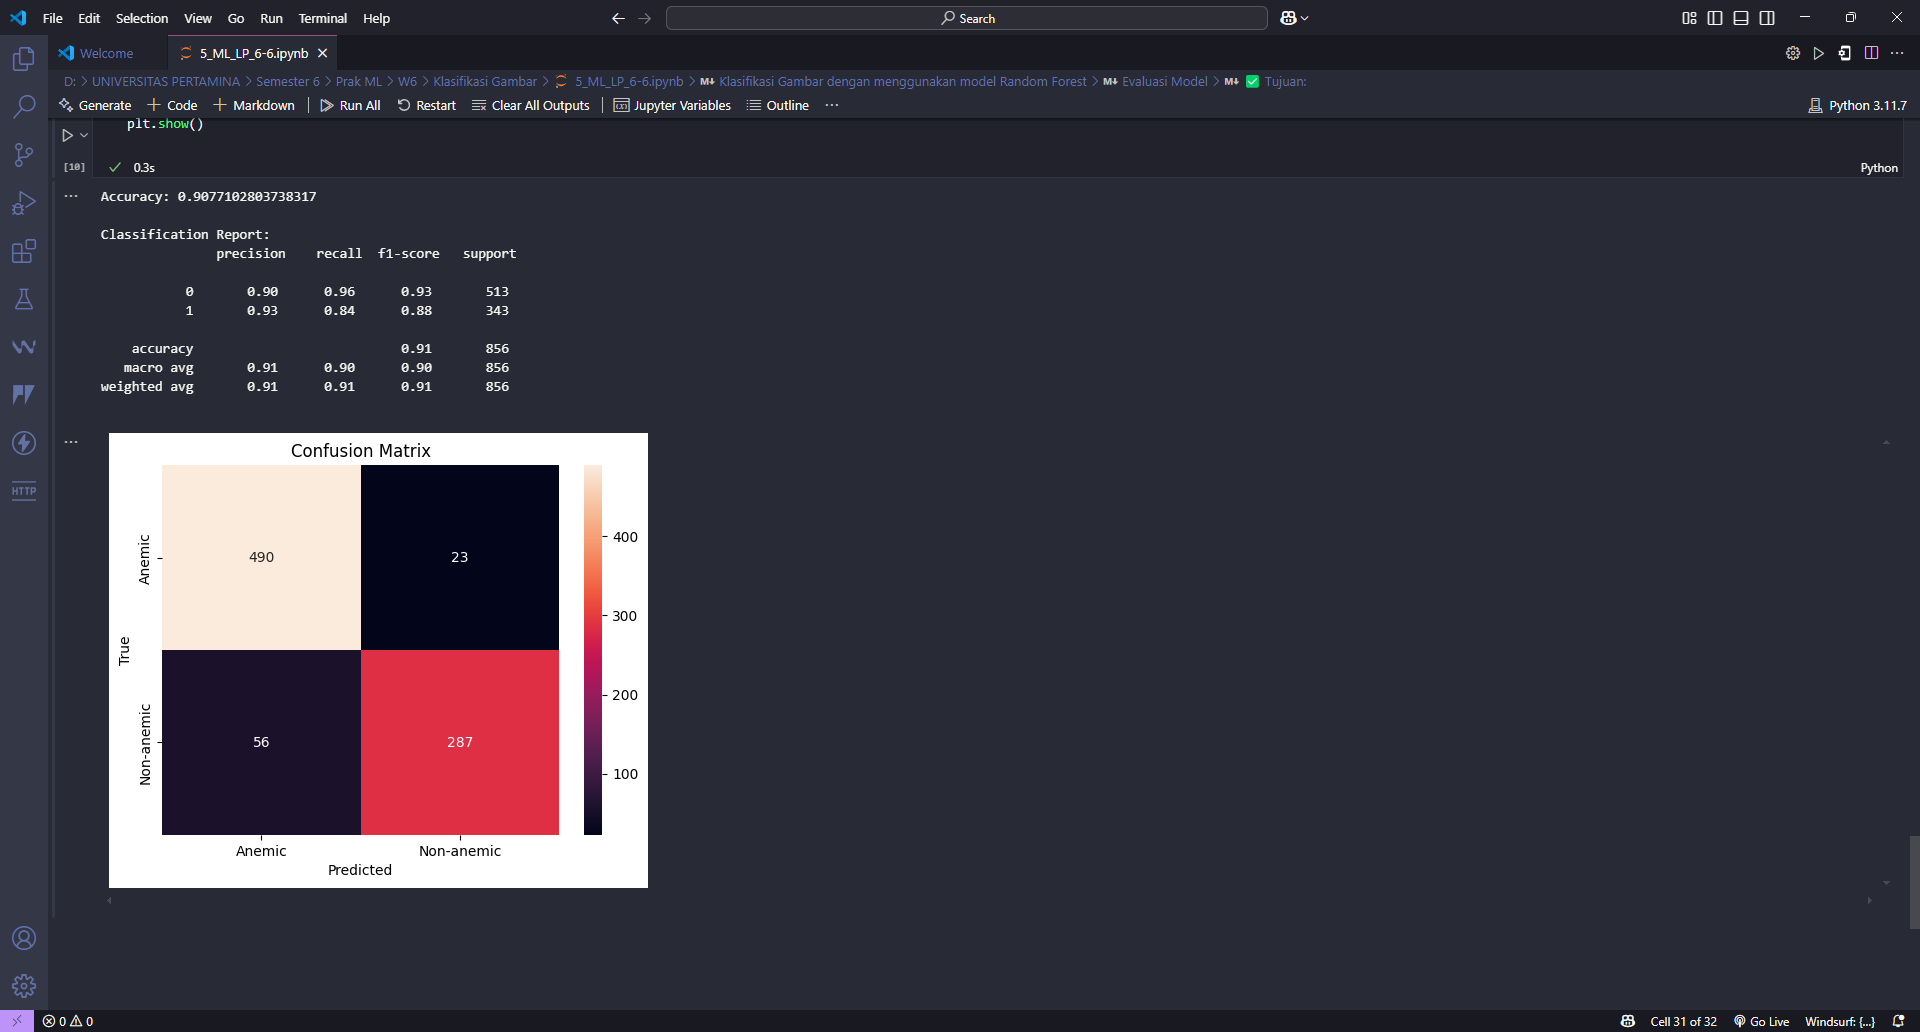 File Edit Selection View Go Run Terminal Help
Search
Welcome
5_ML_LP_6-6.ipynb
D: > UNIVERSITAS PERTAMINA > Semester 6 > Prak ML > W6 > Klasifikasi Gambar > 5_ML_LP_6-6.ipynb > M↓ Klasifikasi Gambar dengan menggunakan model Random Forest > M↓ Evaluasi Model > M↓ ✅ Tujuan:
Generate + Code + Markdown | Run All Restart Clear All Outputs | Jupyter Variables Outline ...
Python 3.11.7
plt.show()
[10] ✓ 0.3s
Python
Accuracy: 0.9077102803738317
Classification Report:
precision recall f1-score support
0 0.90 0.96 0.93 513
1 0.93 0.84 0.88 343
accuracy 0.91 856
macro avg 0.91 0.90 0.90 856
weighted avg 0.91 0.91 0.91 856
Confusion Matrix
Anemic
490
23
400
300
True
Non-anemic
56
287
200
100
Anemic
Non-anemic
Predicted
HTTP
0 0
Cell 31 of 32
Go Live
Windsurf: {...}